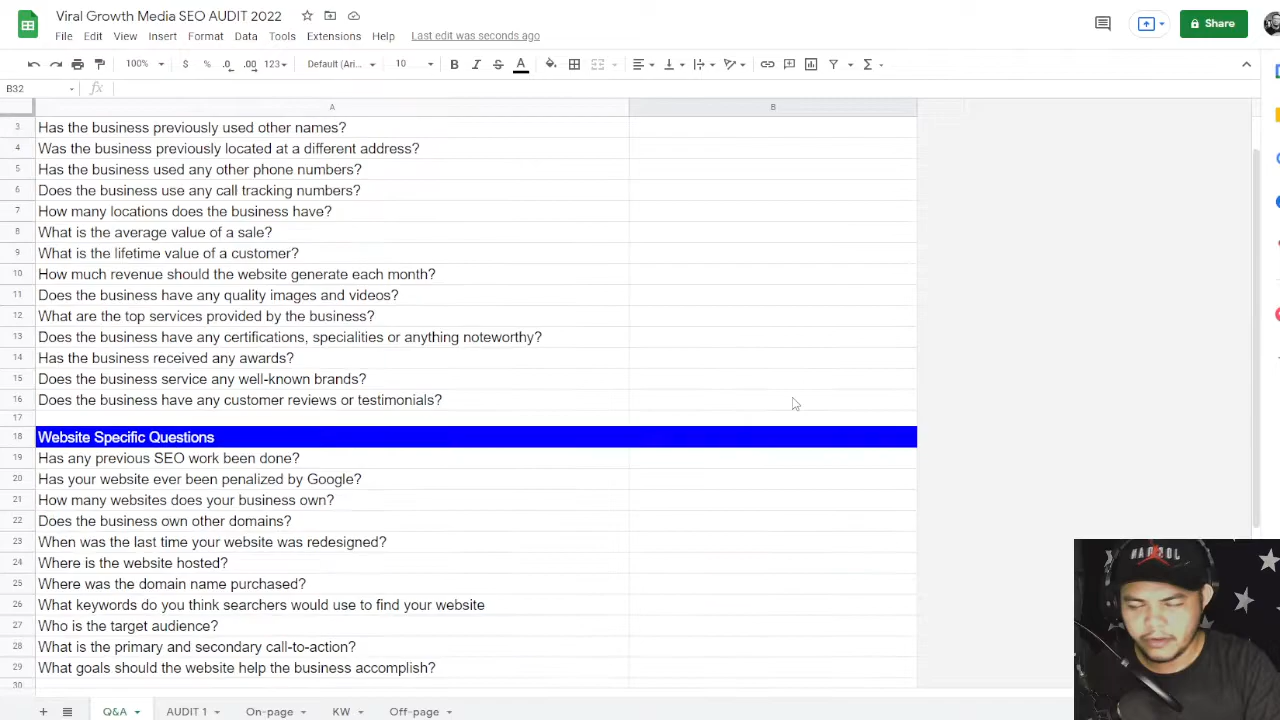 Viral Growth Media SEO AUDIT 2022
File Edit View Insert Format Data Tools Extensions Help Last edit was seconds ago
Share
100% $ % .0 .00 123 Default (Ari... 10 B I S A
B32 fx
A B
3 Has the business previously used other names?
4 Was the business previously located at a different address?
5 Has the business used any other phone numbers?
6 Does the business use any call tracking numbers?
7 How many locations does the business have?
8 What is the average value of a sale?
9 What is the lifetime value of a customer?
10 How much revenue should the website generate each month?
11 Does the business have any quality images and videos?
12 What are the top services provided by the business?
13 Does the business have any certifications, specialities or anything noteworthy?
14 Has the business received any awards?
15 Does the business service any well-known brands?
16 Does the business have any customer reviews or testimonials?
17
18 Website Specific Questions
19 Has any previous SEO work been done?
20 Has your website ever been penalized by Google?
21 How many websites does your business own?
22 Does the business own other domains?
23 When was the last time your website was redesigned?
24 Where is the website hosted?
25 Where was the domain name purchased?
26 What keywords do you think searchers would use to find your website
27 Who is the target audience?
28 What is the primary and secondary call-to-action?
29 What goals should the website help the business accomplish?
30
Q&A AUDIT 1 On-page KW Off-page